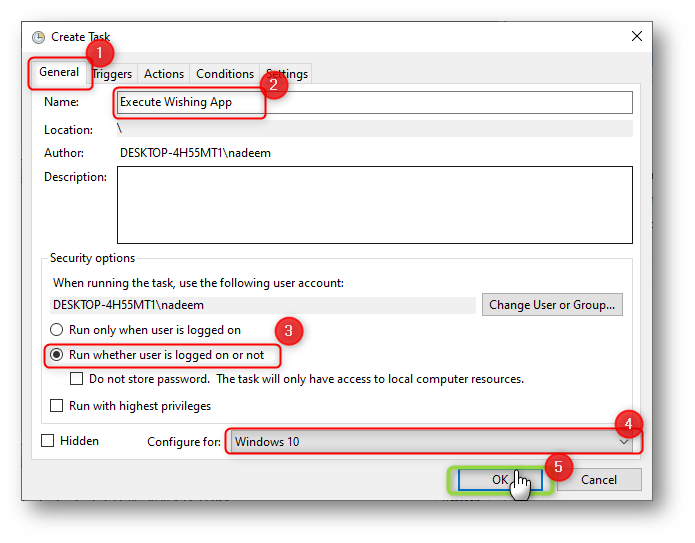 Create Task
1
General Triggers Actions Conditions Settings
2
Name: Execute Wishing App
Location: \
Author: DESKTOP-4H55MT1\nadeem
Description:
Security options
When running the task, use the following user account:
DESKTOP-4H55MT1\nadeem Change User or Group...
Run only when user is logged on
3
Run whether user is logged on or not
Do not store password. The task will only have access to local computer resources.
Run with highest privileges
4
Hidden Configure for: Windows 10
5
OK Cancel